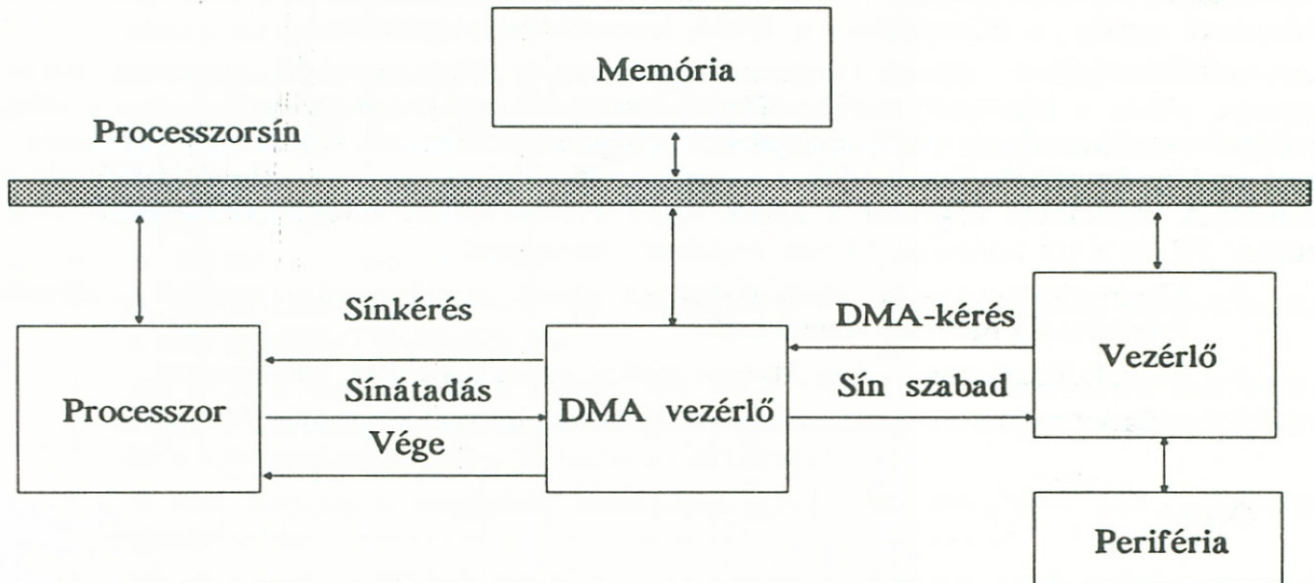 Memória
Processzorsín
Sínkérés
DMA-kérés
Vezérlő
Sínátadás
Sín szabad
Processzor
DMA vezérlő
Vége
Periféria